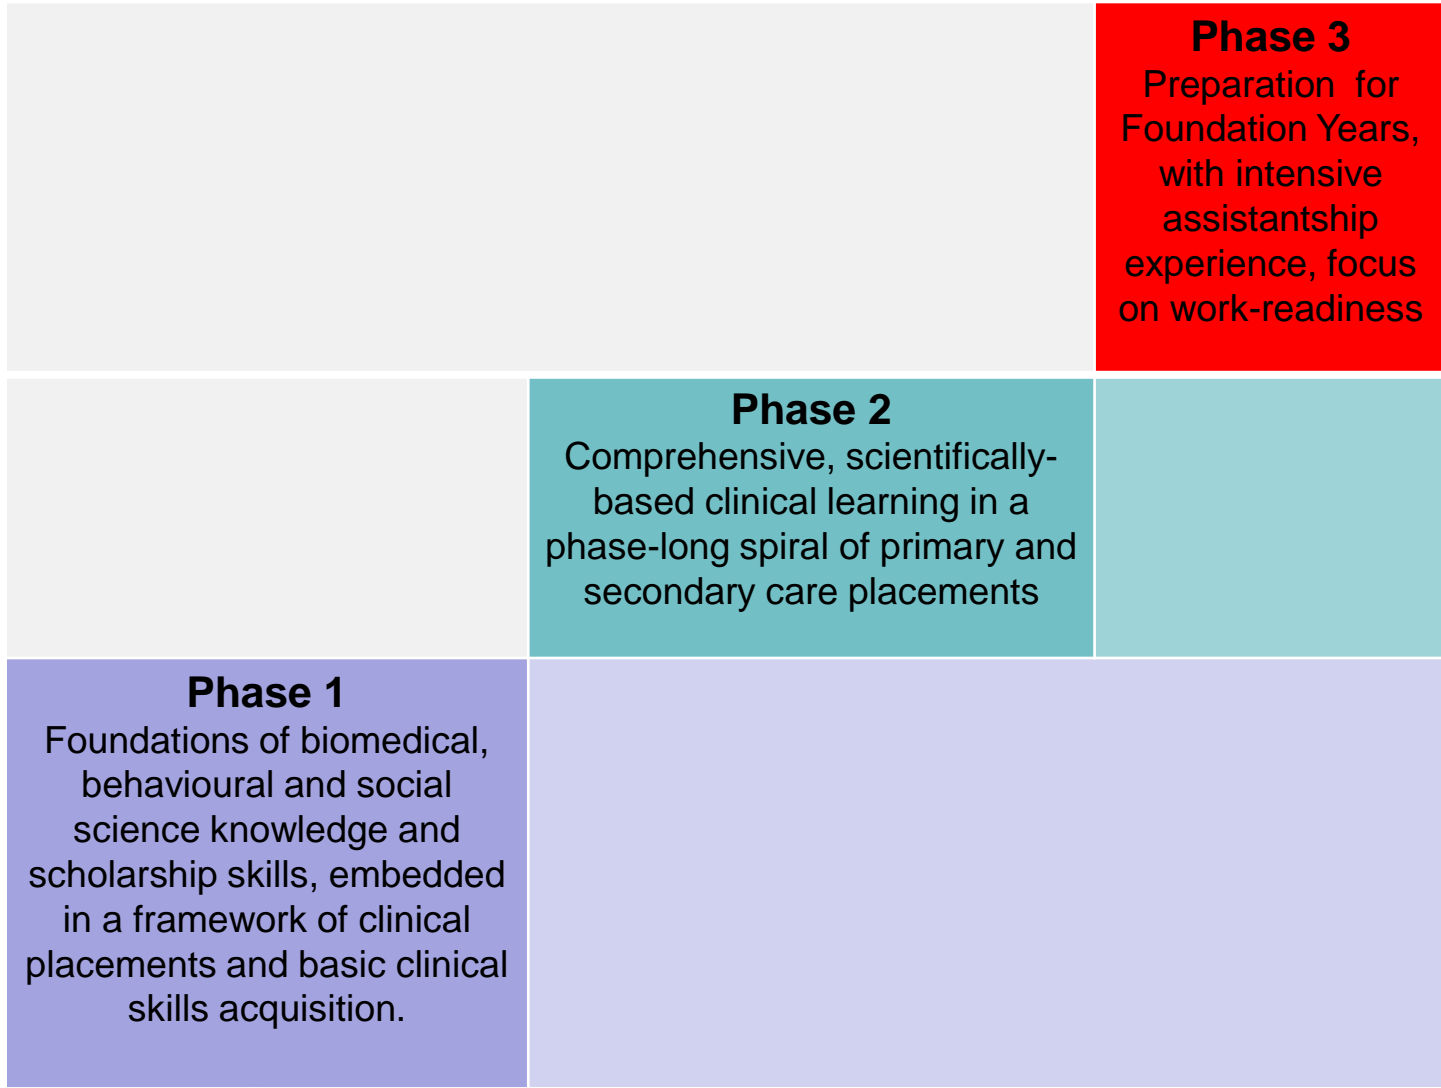 Phase 3
Preparation  for
Foundation Years,
with intensive
assistantship
experience, focus
on work-readiness
Phase 2
Comprehensive, scientifically-
based clinical learning in a
phase-long spiral of primary and
secondary care placements
Phase 1
Foundations of biomedical,
behavioural and social
science knowledge and
scholarship skills, embedded
in a framework of clinical
placements and basic clinical
skills acquisition.